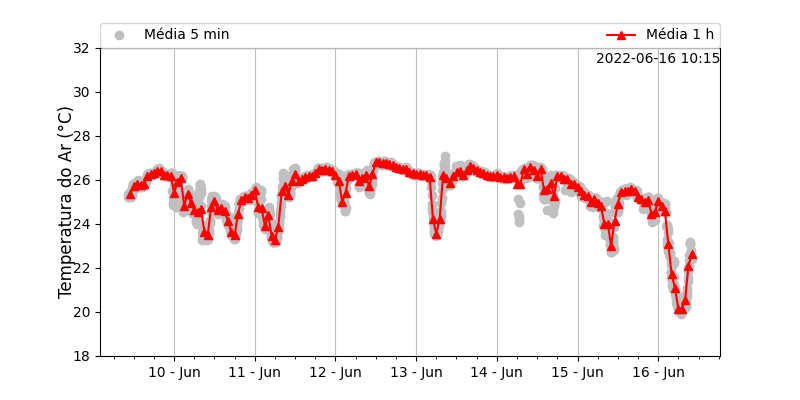 Média 5 min
Média 1 h
2022-06-16 10:15
Temperatura do Ar (°C)
32
30
28
26
24
22
20
18
10 - Jun
11 - Jun
12 - Jun
13 - Jun
14 - Jun
15 - Jun
16 - Jun